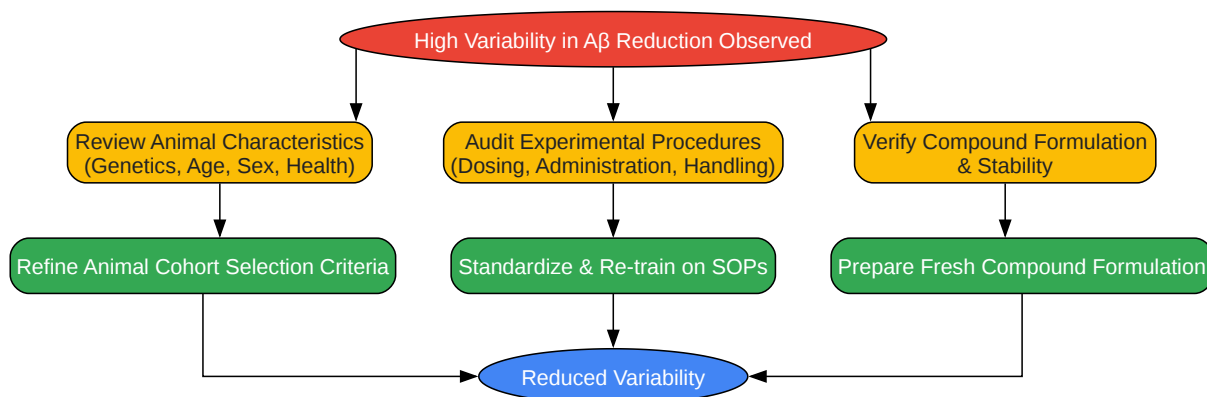 High Variability in Aβ Reduction Observed
Review Animal Characteristics
(Genetics, Age, Sex, Health)
Audit Experimental Procedures
(Dosing, Administration, Handling)
Verify Compound Formulation
& Stability
Refine Animal Cohort Selection Criteria
Standardize & Re-train on SOPs
Prepare Fresh Compound Formulation
Reduced Variability